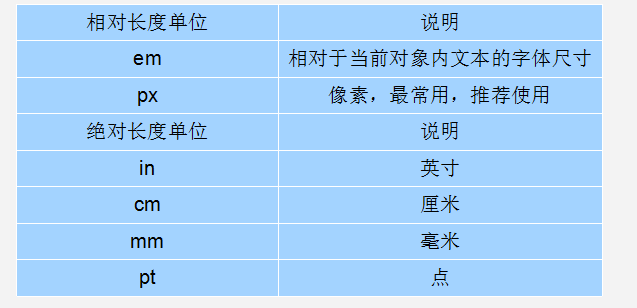 相对长度单位 说明
em 相对于当前对象内文本的字体尺寸
px 像素，最常用，推荐使用
绝对长度单位 说明
in 英寸
cm 厘米
mm 毫米
pt 点